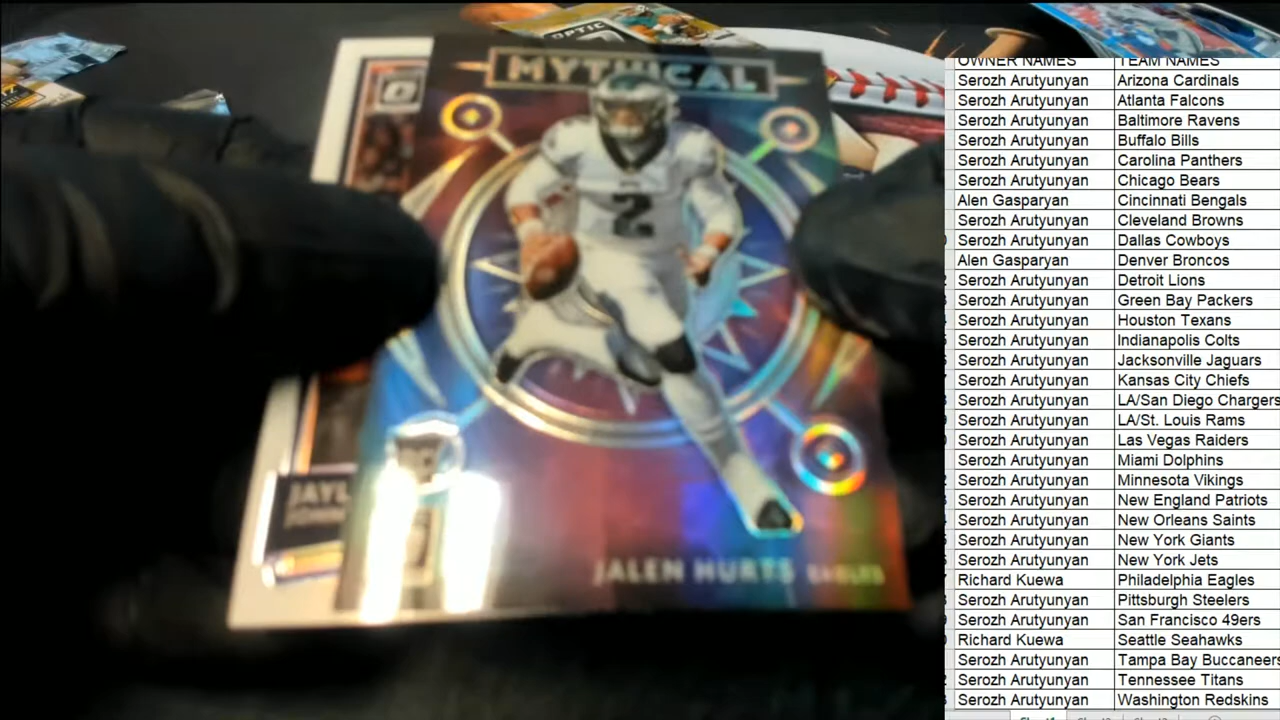 OPTIC
MYTHICAL
2
JAYL
JALEN HURTS EAGLES
OWNER NAMES TEAM NAMES
Serozh Arutyunyan Arizona Cardinals
Serozh Arutyunyan Atlanta Falcons
Serozh Arutyunyan Baltimore Ravens
Serozh Arutyunyan Buffalo Bills
Serozh Arutyunyan Carolina Panthers
Serozh Arutyunyan Chicago Bears
Alen Gasparyan Cincinnati Bengals
Serozh Arutyunyan Cleveland Browns
Serozh Arutyunyan Dallas Cowboys
Alen Gasparyan Denver Broncos
Serozh Arutyunyan Detroit Lions
Serozh Arutyunyan Green Bay Packers
Serozh Arutyunyan Houston Texans
Serozh Arutyunyan Indianapolis Colts
Serozh Arutyunyan Jacksonville Jaguars
Serozh Arutyunyan Kansas City Chiefs
Serozh Arutyunyan LA/San Diego Chargers
Serozh Arutyunyan LA/St. Louis Rams
Serozh Arutyunyan Las Vegas Raiders
Serozh Arutyunyan Miami Dolphins
Serozh Arutyunyan Minnesota Vikings
Serozh Arutyunyan New England Patriots
Serozh Arutyunyan New Orleans Saints
Serozh Arutyunyan New York Giants
Serozh Arutyunyan New York Jets
Richard Kuewa Philadelphia Eagles
Serozh Arutyunyan Pittsburgh Steelers
Serozh Arutyunyan San Francisco 49ers
Richard Kuewa Seattle Seahawks
Serozh Arutyunyan Tampa Bay Buccaneers
Serozh Arutyunyan Tennessee Titans
Serozh Arutyunyan Washington Redskins